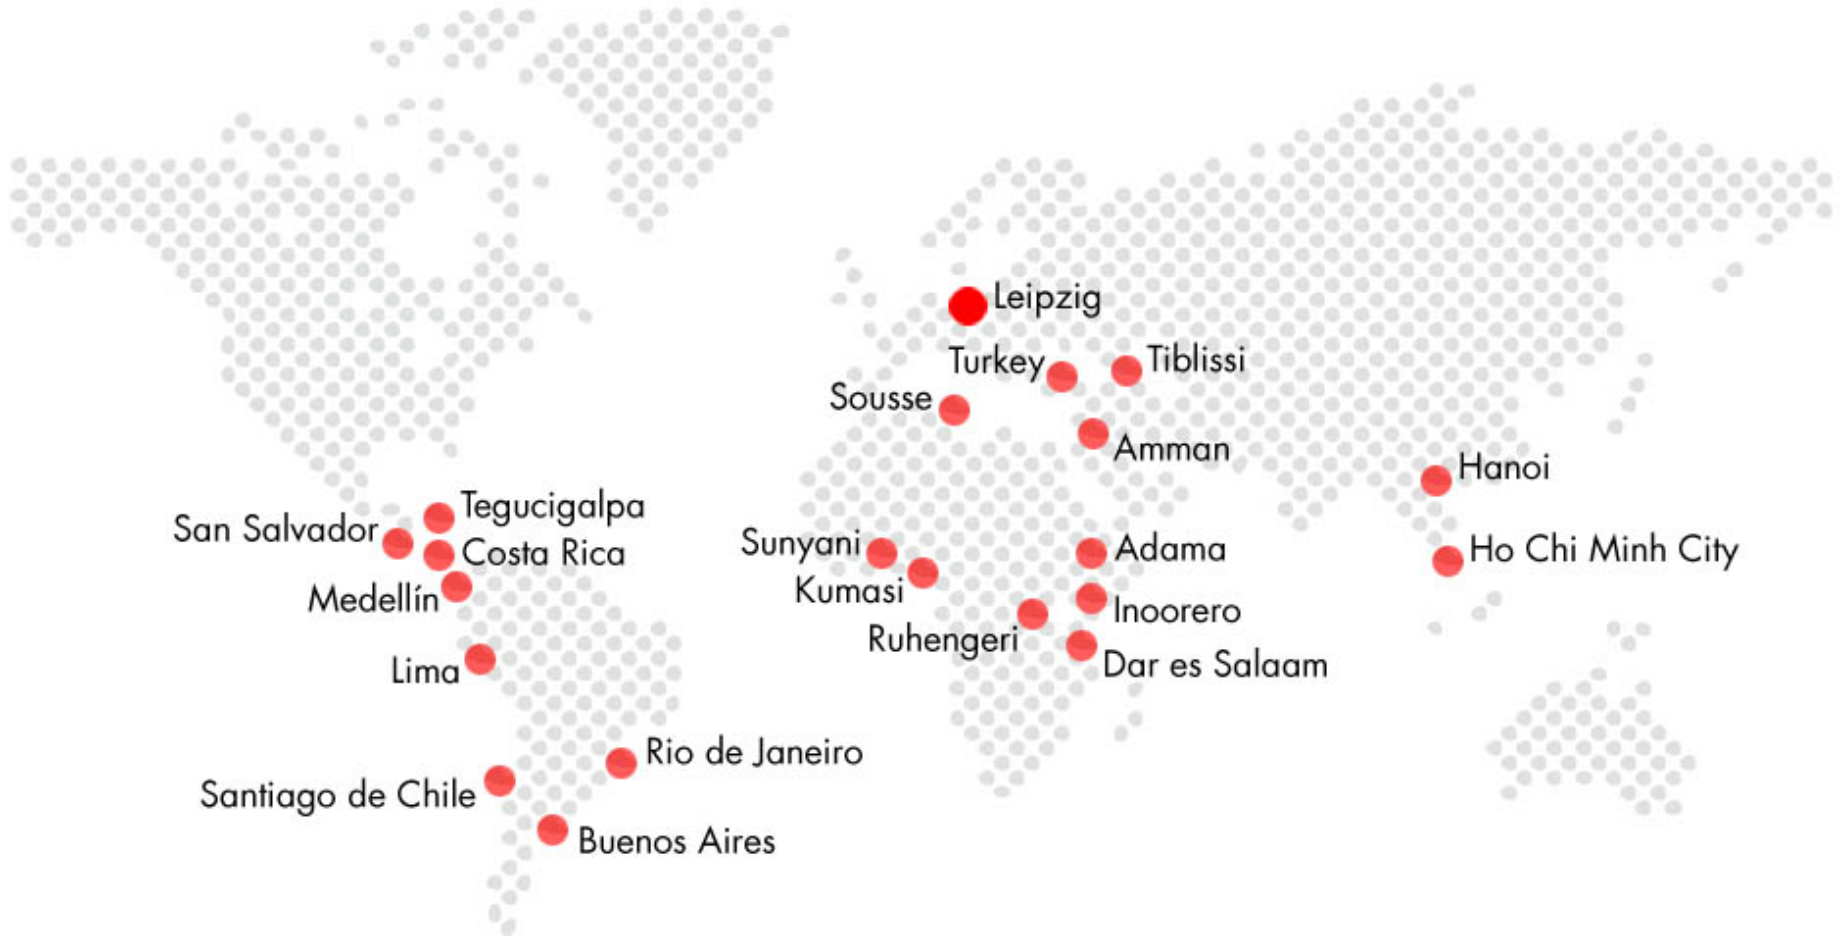 Leipzig
Turkey
Tiblissi
Sousse
Amman
Hanoi
Tegucigalpa
San Salvador
Costa Rica
Sunyani
Adama
Ho Chi Minh City
Medellín
Kumasi
Inoorero
Ruhengeri
Dar es Salaam
Lima
Rio de Janeiro
Santiago de Chile
Buenos Aires